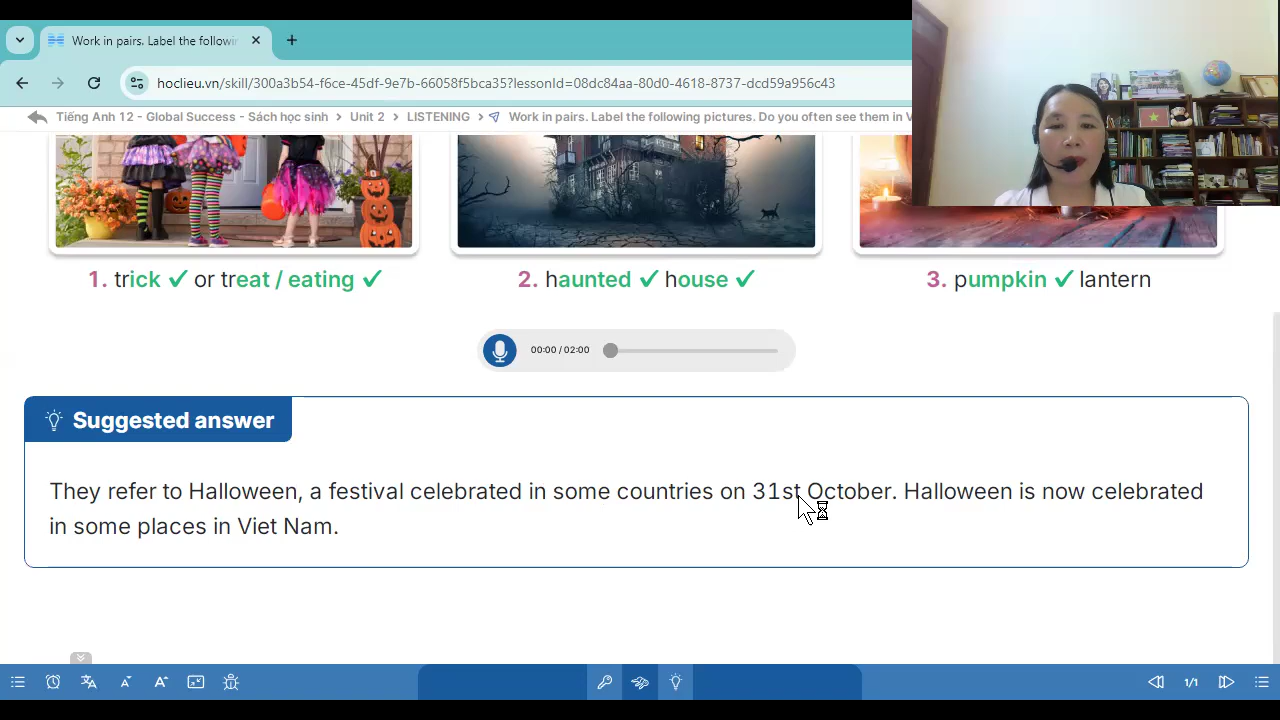 Work in pairs. Label the followi
hoclieu.vn/skill/300a3b54-f6ce-45df-9e7b-66058f5bca35?lessonId=08dc84aa-80d0-4618-8737-dcd59a956c43
Tiếng Anh 12 - Global Success - Sách học sinh > Unit 2 > LISTENING > Work in pairs. Label the following pictures. Do you often see them in V
1. trick ✓ or treat / eating ✓
2. haunted ✓ house ✓
3. pumpkin ✓ lantern
00:00 / 02:00
Suggested answer
They refer to Halloween, a festival celebrated in some countries on 31st October. Halloween is now celebrated
in some places in Viet Nam.
1/1